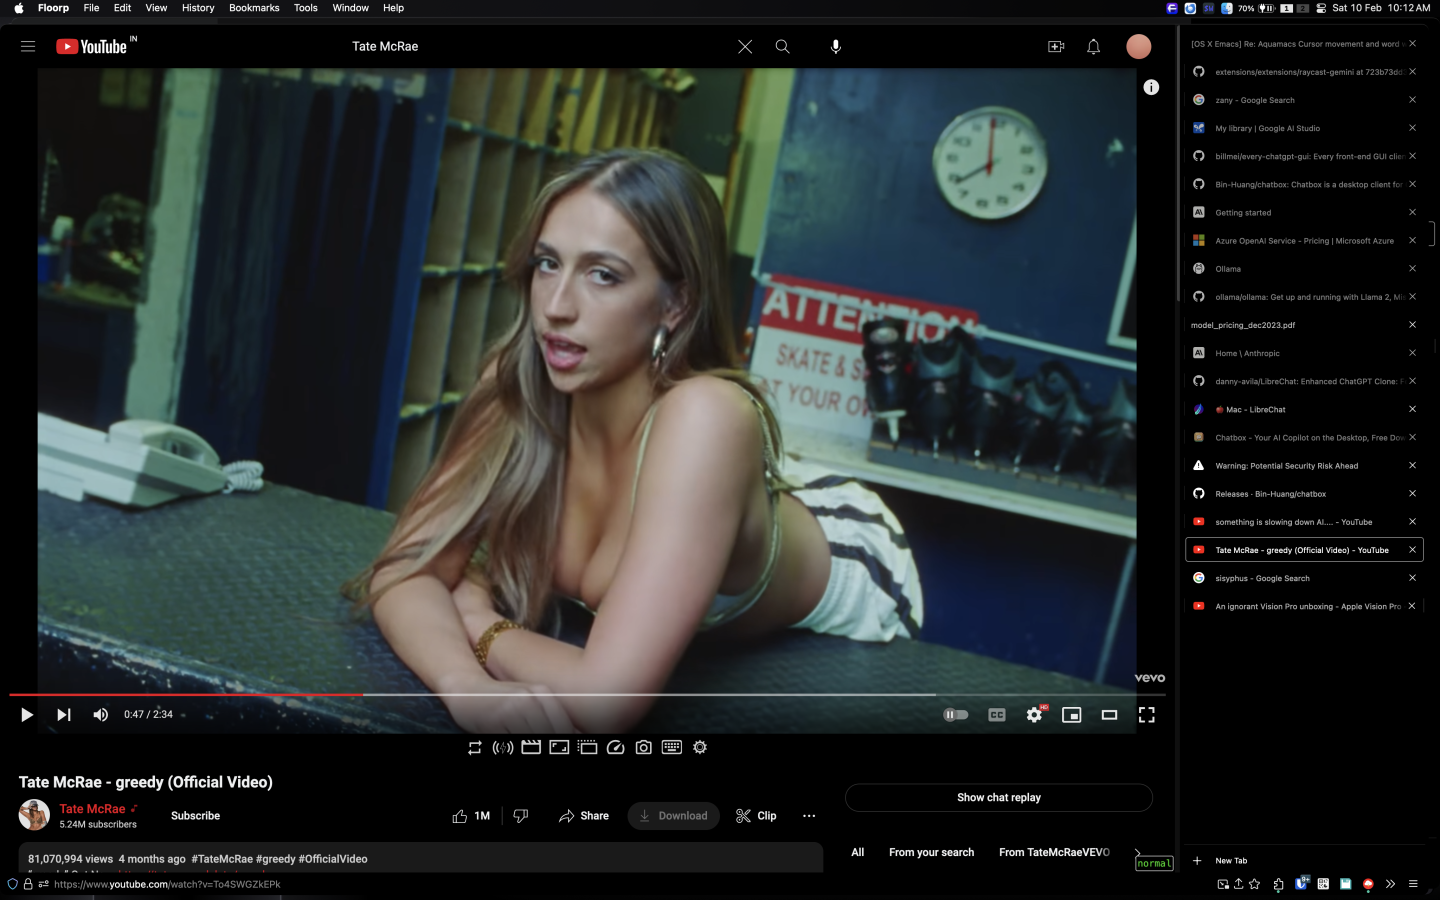 Floorp File Edit View History Bookmarks Tools Window Help
70% 1 2 Sat 10 Feb 10:12 AM
YouTube IN
Tate McRae
ATTENTION
SKATE &
YOUR
vevo
0:47 / 2:34
CC
HD
Tate McRae - greedy (Official Video)
Tate McRae
5.24M subscribers
Subscribe
1M
Share
Download
Clip
Show chat replay
81,070,994 views 4 months ago #TateMcRae #greedy #OfficialVideo
All From your search From TateMcRaeVEVO
normal
https://www.youtube.com/watch?v=To4SWGZkEPk
[OS X Emacs] Re: Aquamacs Cursor movement and word
extensions/extensions/raycast-gemini at 723b73dd
zany - Google Search
My library | Google AI Studio
billmei/every-chatgpt-gui: Every front-end GUI clie
Bin-Huang/chatbox: Chatbox is a desktop client for
Getting started
Azure OpenAI Service - Pricing | Microsoft Azure
Ollama
ollama/ollama: Get up and running with Llama 2, Mi
model_pricing_dec2023.pdf
Home \ Anthropic
danny-avila/LibreChat: Enhanced ChatGPT Clone:
Mac - LibreChat
Chatbox - Your AI Copilot on the Desktop, Free Dow
Warning: Potential Security Risk Ahead
Releases · Bin-Huang/chatbox
something is slowing down AI.... - YouTube
Tate McRae - greedy (Official Video) - YouTube
sisyphus - Google Search
An ignorant Vision Pro unboxing - Apple Vision Pro
New Tab
9+